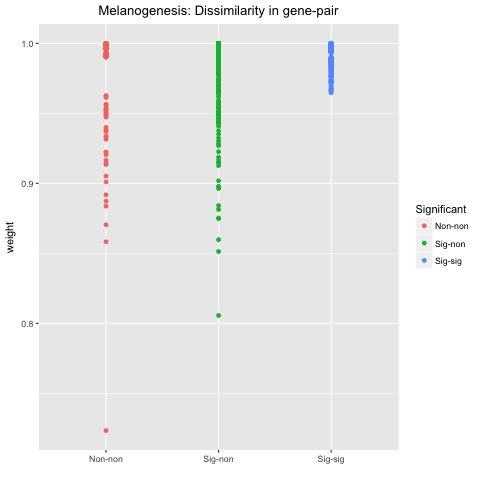 Melanogenesis: Dissimilarity in gene-pair
1.0
0.9
0.8
weight
Non-non
Sig-non
Sig-sig
Significant
Non-non
Sig-non
Sig-sig